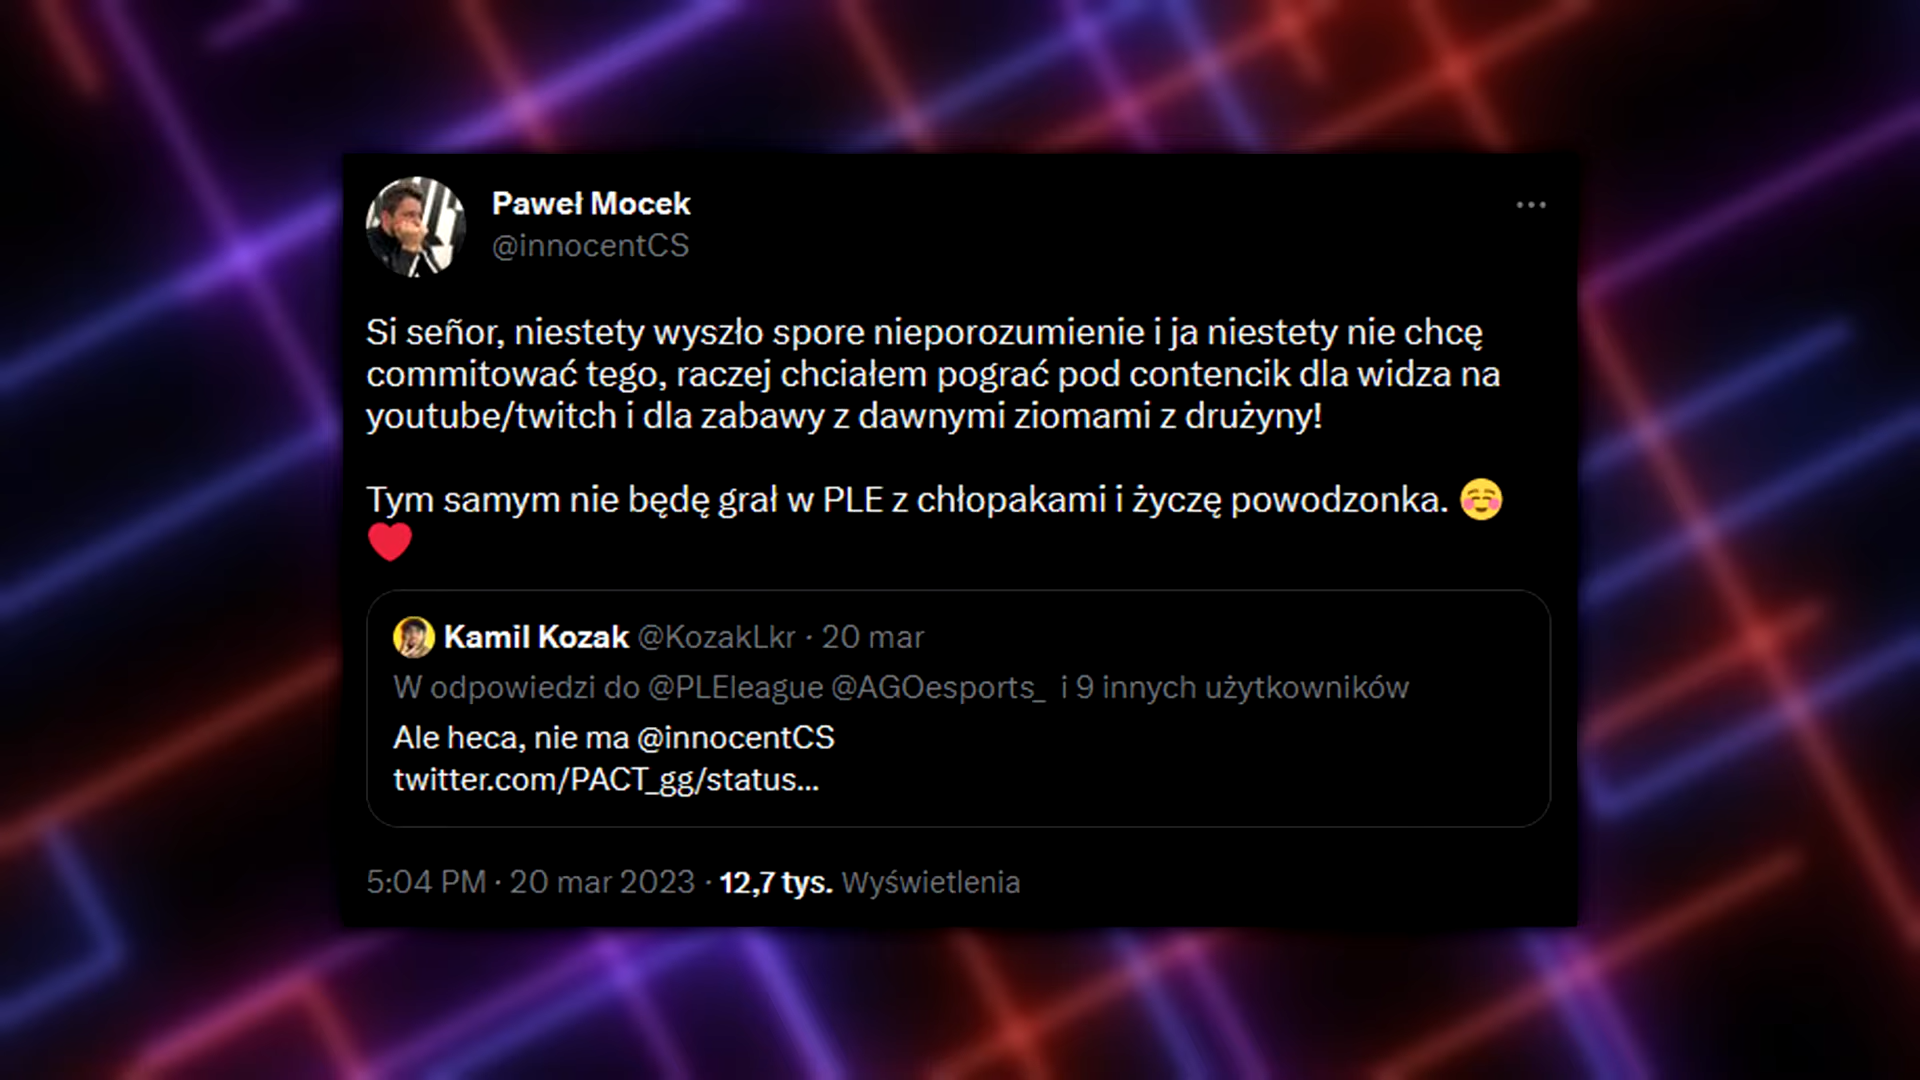 Paweł Mocek
@innocentCS
Si señor, niestety wyszło spore nieporozumienie i ja niestety nie chcę
commitować tego, raczej chciałem pograć pod contencik dla widza na
youtube/twitch i dla zabawy z dawnymi ziomami z drużyny!
Tym samym nie będę grał w PLE z chłopakami i życzę powodzonka. ☺️
❤️
Kamil Kozak @KozakLkr · 20 mar
W odpowiedzi do @PLEleague @AGOesports_ i 9 innych użytkowników
Ale heca, nie ma @innocentCS
twitter.com/PACT_gg/status...
5:04 PM · 20 mar 2023 · 12,7 tys. Wyświetlenia